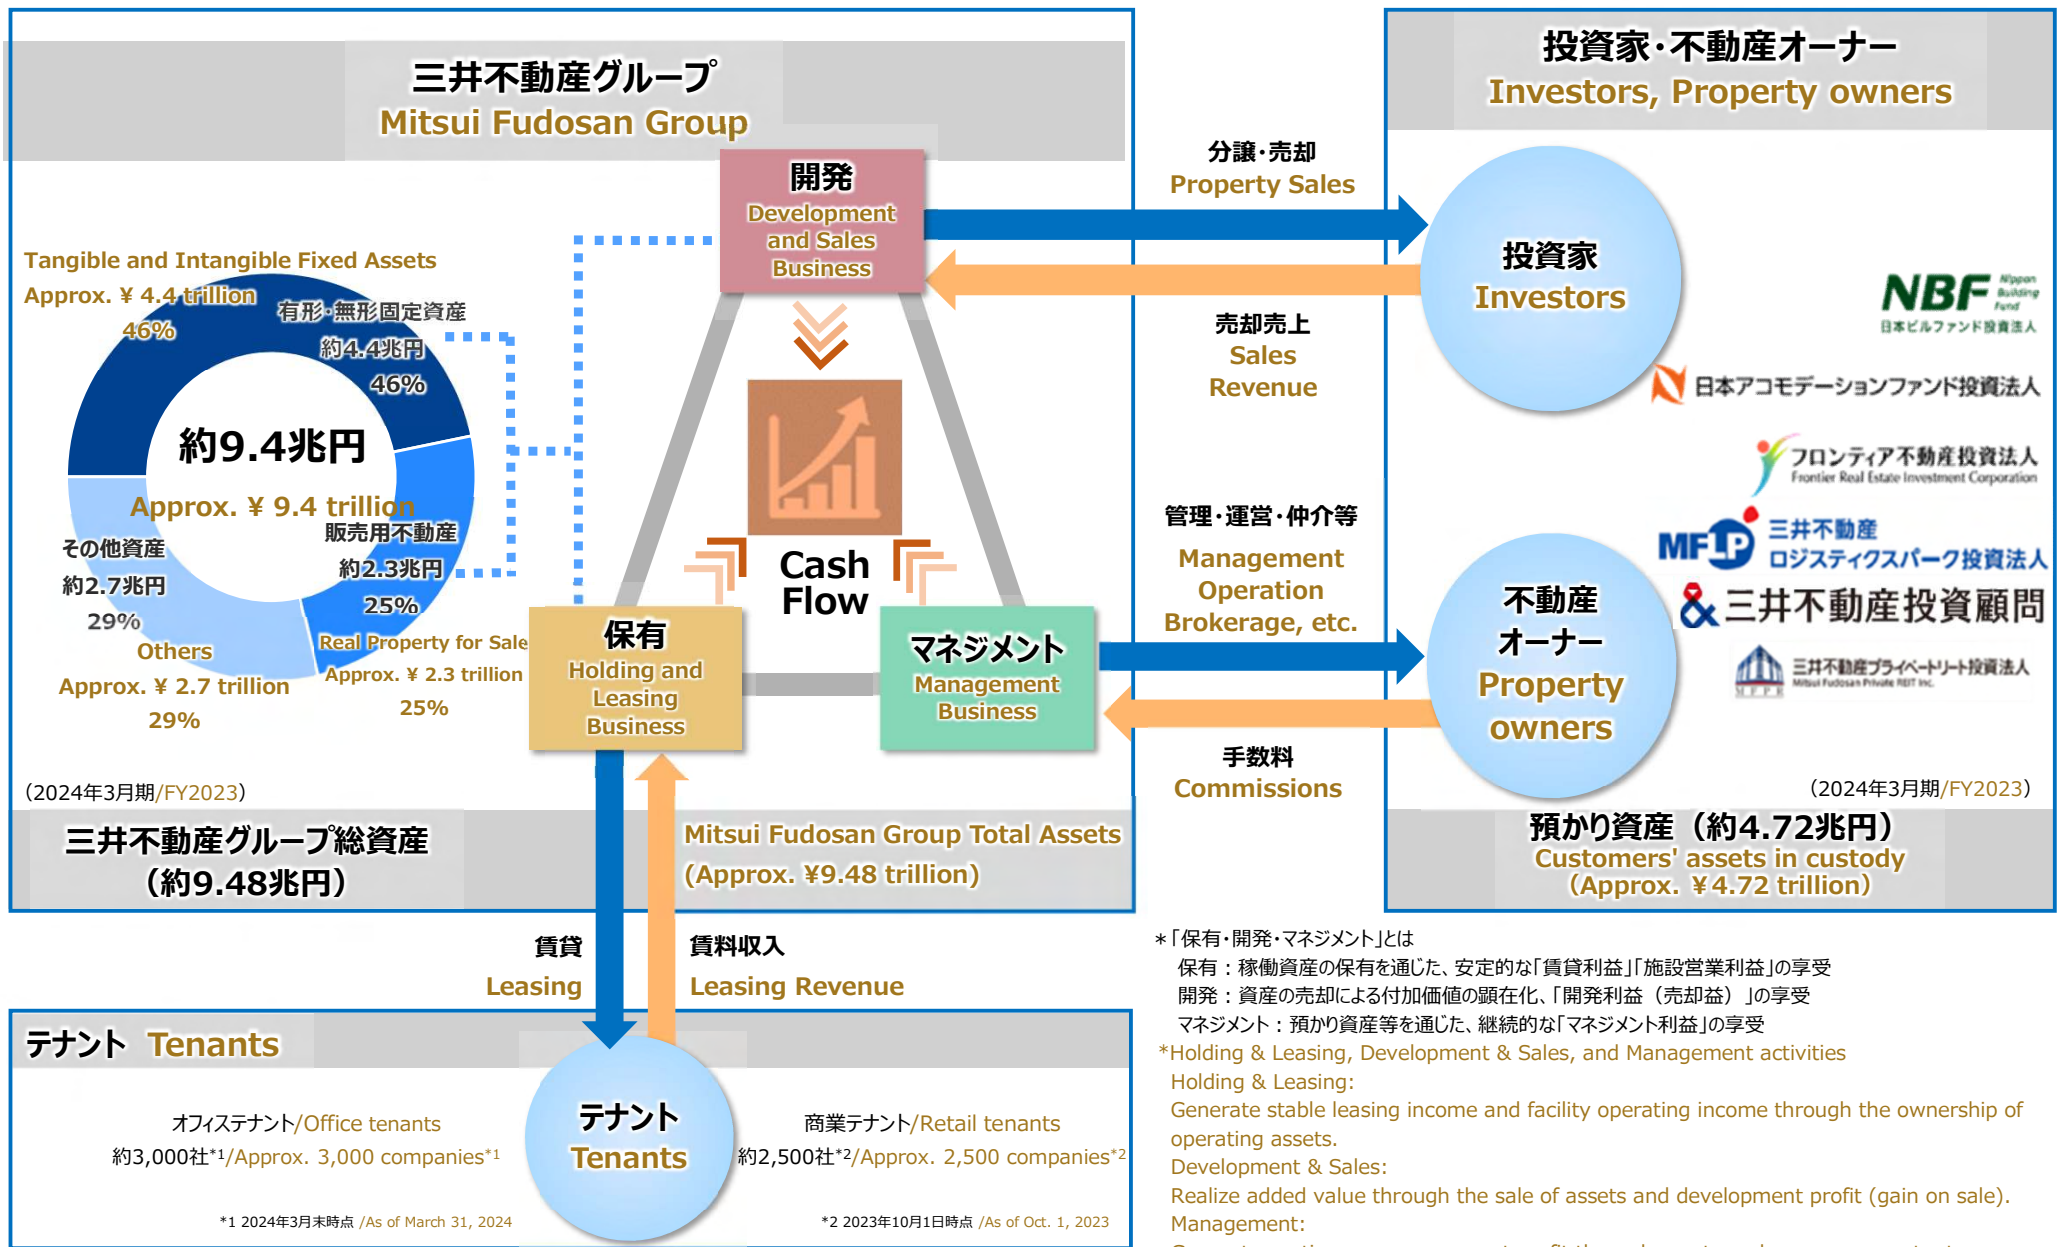 三井不動産グループ
Mitsui Fudosan Group
開発
Development
and Sales
Business
Tangible and Intangible Fixed Assets
Approx. ¥ 4.4 trillion
46%
有形・無形固定資産
約4.4兆円
46%
約9.4兆円
Approx. ¥ 9.4 trillion
販売用不動産
約2.3兆円
25%
Real Property for Sale
Approx. ¥ 2.3 trillion
25%
その他資産
約2.7兆円
29%
Others
Approx. ¥ 2.7 trillion
29%
Cash
Flow
保有
Holding and
Leasing
Business
マネジメント
Management
Business
(2024年3月期/FY2023)
三井不動産グループ総資産
(約9.48兆円)
Mitsui Fudosan Group Total Assets
(Approx. ¥9.48 trillion)
分譲・売却
Property Sales
売却売上
Sales
Revenue
管理・運営・仲介等
Management
Operation
Brokerage, etc.
手数料
Commissions
投資家・不動産オーナー
Investors, Property owners
投資家
Investors
NBF Nippon
Building
Fund
日本ビルファンド投資法人
日本アコモデーションファンド投資法人
フロンティア不動産投資法人
Frontier Real Estate Investment Corporation
MFLP 三井不動産
ロジスティクスパーク投資法人
& 三井不動産投資顧問
三井不動産プライベートリート投資法人
Mitsui Fudosan Private REIT Inc.
MFPR
不動産
オーナー
Property
owners
(2024年3月期/FY2023)
預かり資産(約4.72兆円)
Customers' assets in custody
(Approx. ¥4.72 trillion)
賃貸
Leasing
賃料収入
Leasing Revenue
テナント Tenants
オフィステナント/Office tenants
約3,000社*1/Approx. 3,000 companies*1
*1 2024年3月末時点 /As of March 31, 2024
テナント
Tenants
商業テナント/Retail tenants
約2,500社*2/Approx. 2,500 companies*2
*2 2023年10月1日時点 /As of Oct. 1, 2023
*「保有・開発・マネジメント」とは
保有：稼働資産の保有を通じた、安定的な「賃貸利益」「施設営業利益」の享受
開発：資産の売却による付加価値の顕在化、「開発利益(売却益)」の享受
マネジメント：預かり資産等を通じた、継続的な「マネジメント利益」の享受
*Holding & Leasing, Development & Sales, and Management activities
Holding & Leasing:
Generate stable leasing income and facility operating income through the ownership of
operating assets.
Development & Sales:
Realize added value through the sale of assets and development profit (gain on sale).
Management: